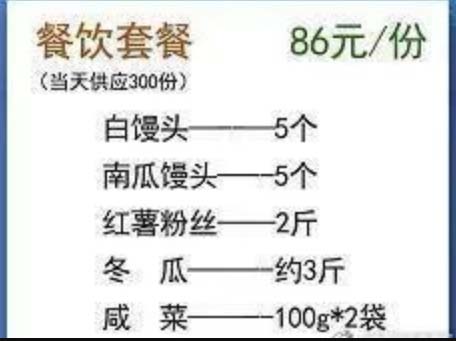 餐饮套餐 86元/份
（当天供应300份）
白馒头———5个
南瓜馒头——5个
红薯粉丝——2斤
冬 瓜———约3斤
咸 菜———100g*2袋